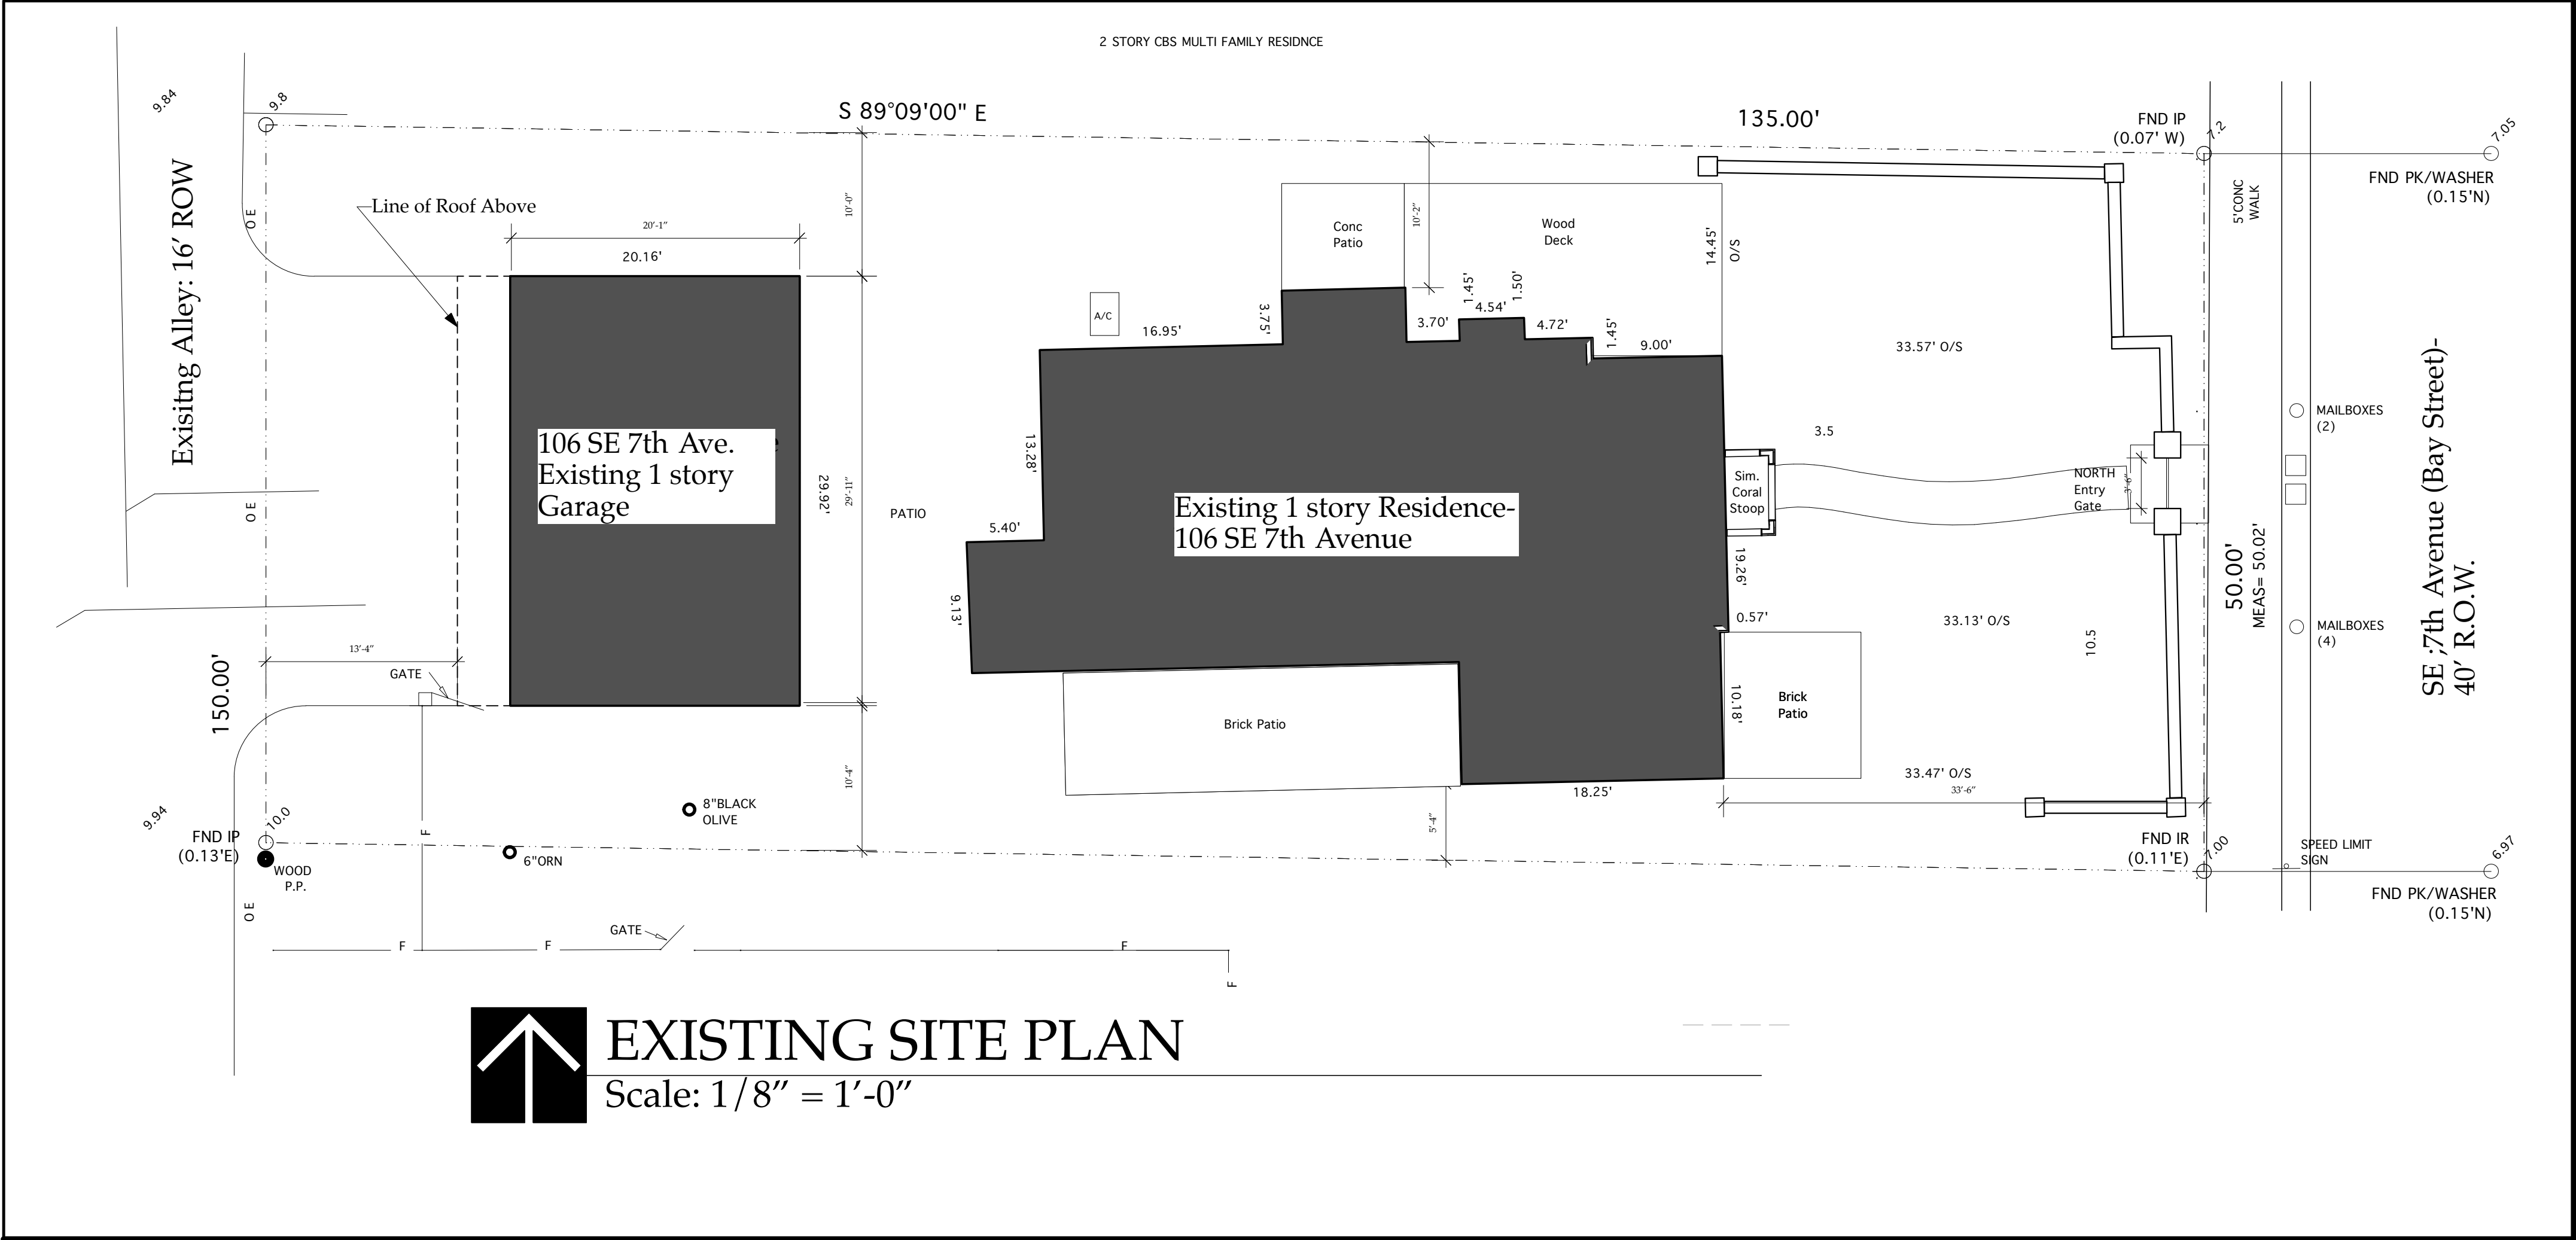 2 STORY CBS MULTI FAMILY RESIDNCE
9.84
9.8
S 89°09'00" E
135.00'
FND IP
(0.07' W)
7.2
7.05
FND PK/WASHER
(0.15'N)
5'CONC
WALK
Exisitng Alley: 16' ROW
O E
Line of Roof Above
20'-1"
20.16'
10'-0"
Conc
Patio
10'-2"
Wood
Deck
14.45'
O/S
A/C
16.95'
3.75'
3.70'
1.45'
4.54'
1.50'
4.72'
1.45'
9.00'
33.57' O/S
106 SE 7th Ave.
Existing 1 story
Garage
29.92'
29'-11"
PATIO
13.28'
5.40'
9.13'
Existing 1 story Residence-
106 SE 7th Avenue
Sim.
Coral
Stoop
3.5
NORTH
Entry
Gate
3'-9"
MAILBOXES
(2)
SE ;7th Avenue (Bay Street)-
40' R.O.W.
O E
50.00'
MEAS= 50.02'
19.26'
0.57'
33.13' O/S
10.5
MAILBOXES
(4)
150.00'
13'-4"
GATE
Brick Patio
10.18'
Brick
Patio
10'-4"
33.47' O/S
33'-6"
18.25'
5'-4"
9.94
10.0
FND IP
(0.13'E)
WOOD
P.P.
8"BLACK
OLIVE
6"ORN
F
FND IR
(0.11'E)
7.00
SPEED LIMIT
SIGN
6.97
FND PK/WASHER
(0.15'N)
O E
GATE
F
F
F
F
EXISTING SITE PLAN
Scale: 1/8" = 1'-0"